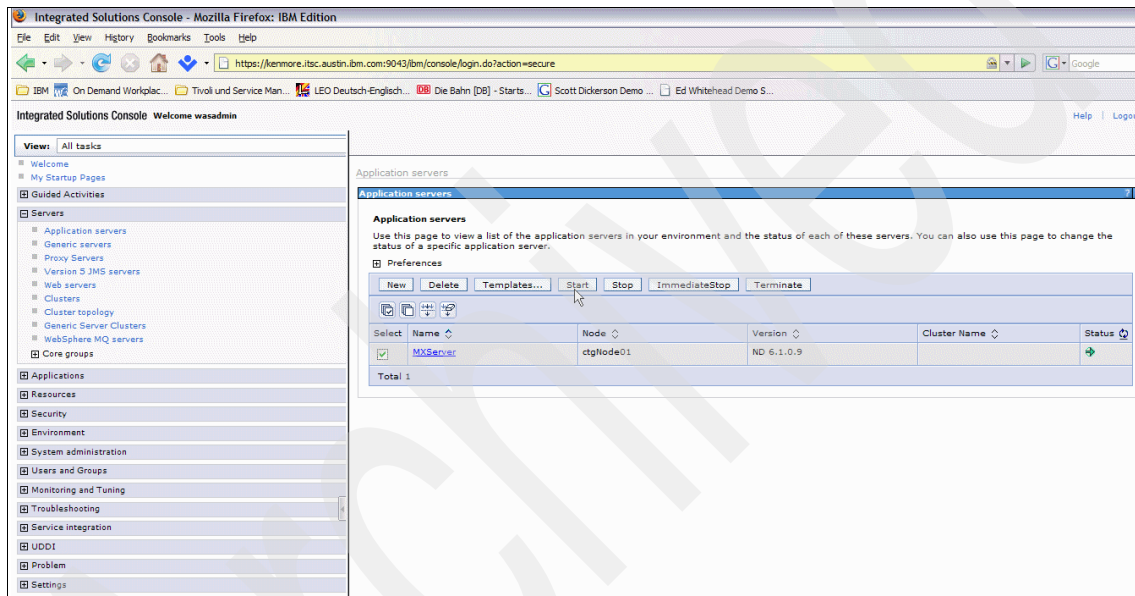 Integrated Solutions Console - Mozilla Firefox: IBM Edition
File Edit View History Bookmarks Tools Help
https://kenmore.itsc.austin.ibm.com:9043/ibm/console/login.do?action=secure
Google
IBM On Demand Workplac... Tivoli und Service Man... LEO Deutsch-Englisch... Die Bahn [DB] - Starts... Scott Dickerson Demo ... Ed Whitehead Demo S...
Integrated Solutions Console Welcome wasadmin
Help | Logou
View: All tasks
Welcome
My Startup Pages
Guided Activities
Servers
Application servers
Generic servers
Proxy Servers
Version 5 JMS servers
Web servers
Clusters
Cluster topology
Generic Server Clusters
WebSphere MQ servers
Core groups
Applications
Resources
Security
Environment
System administration
Users and Groups
Monitoring and Tuning
Troubleshooting
Service integration
UDDI
Problem
Settings
Application servers
Application servers ?
Application servers
Use this page to view a list of the application servers in your environment and the status of each of these servers. You can also use this page to change the
status of a specific application server.
Preferences
New Delete Templates... Start Stop ImmediateStop Terminate
Select Name Node Version Cluster Name Status
MXServer ctgNode01 ND 6.1.0.9
Total 1